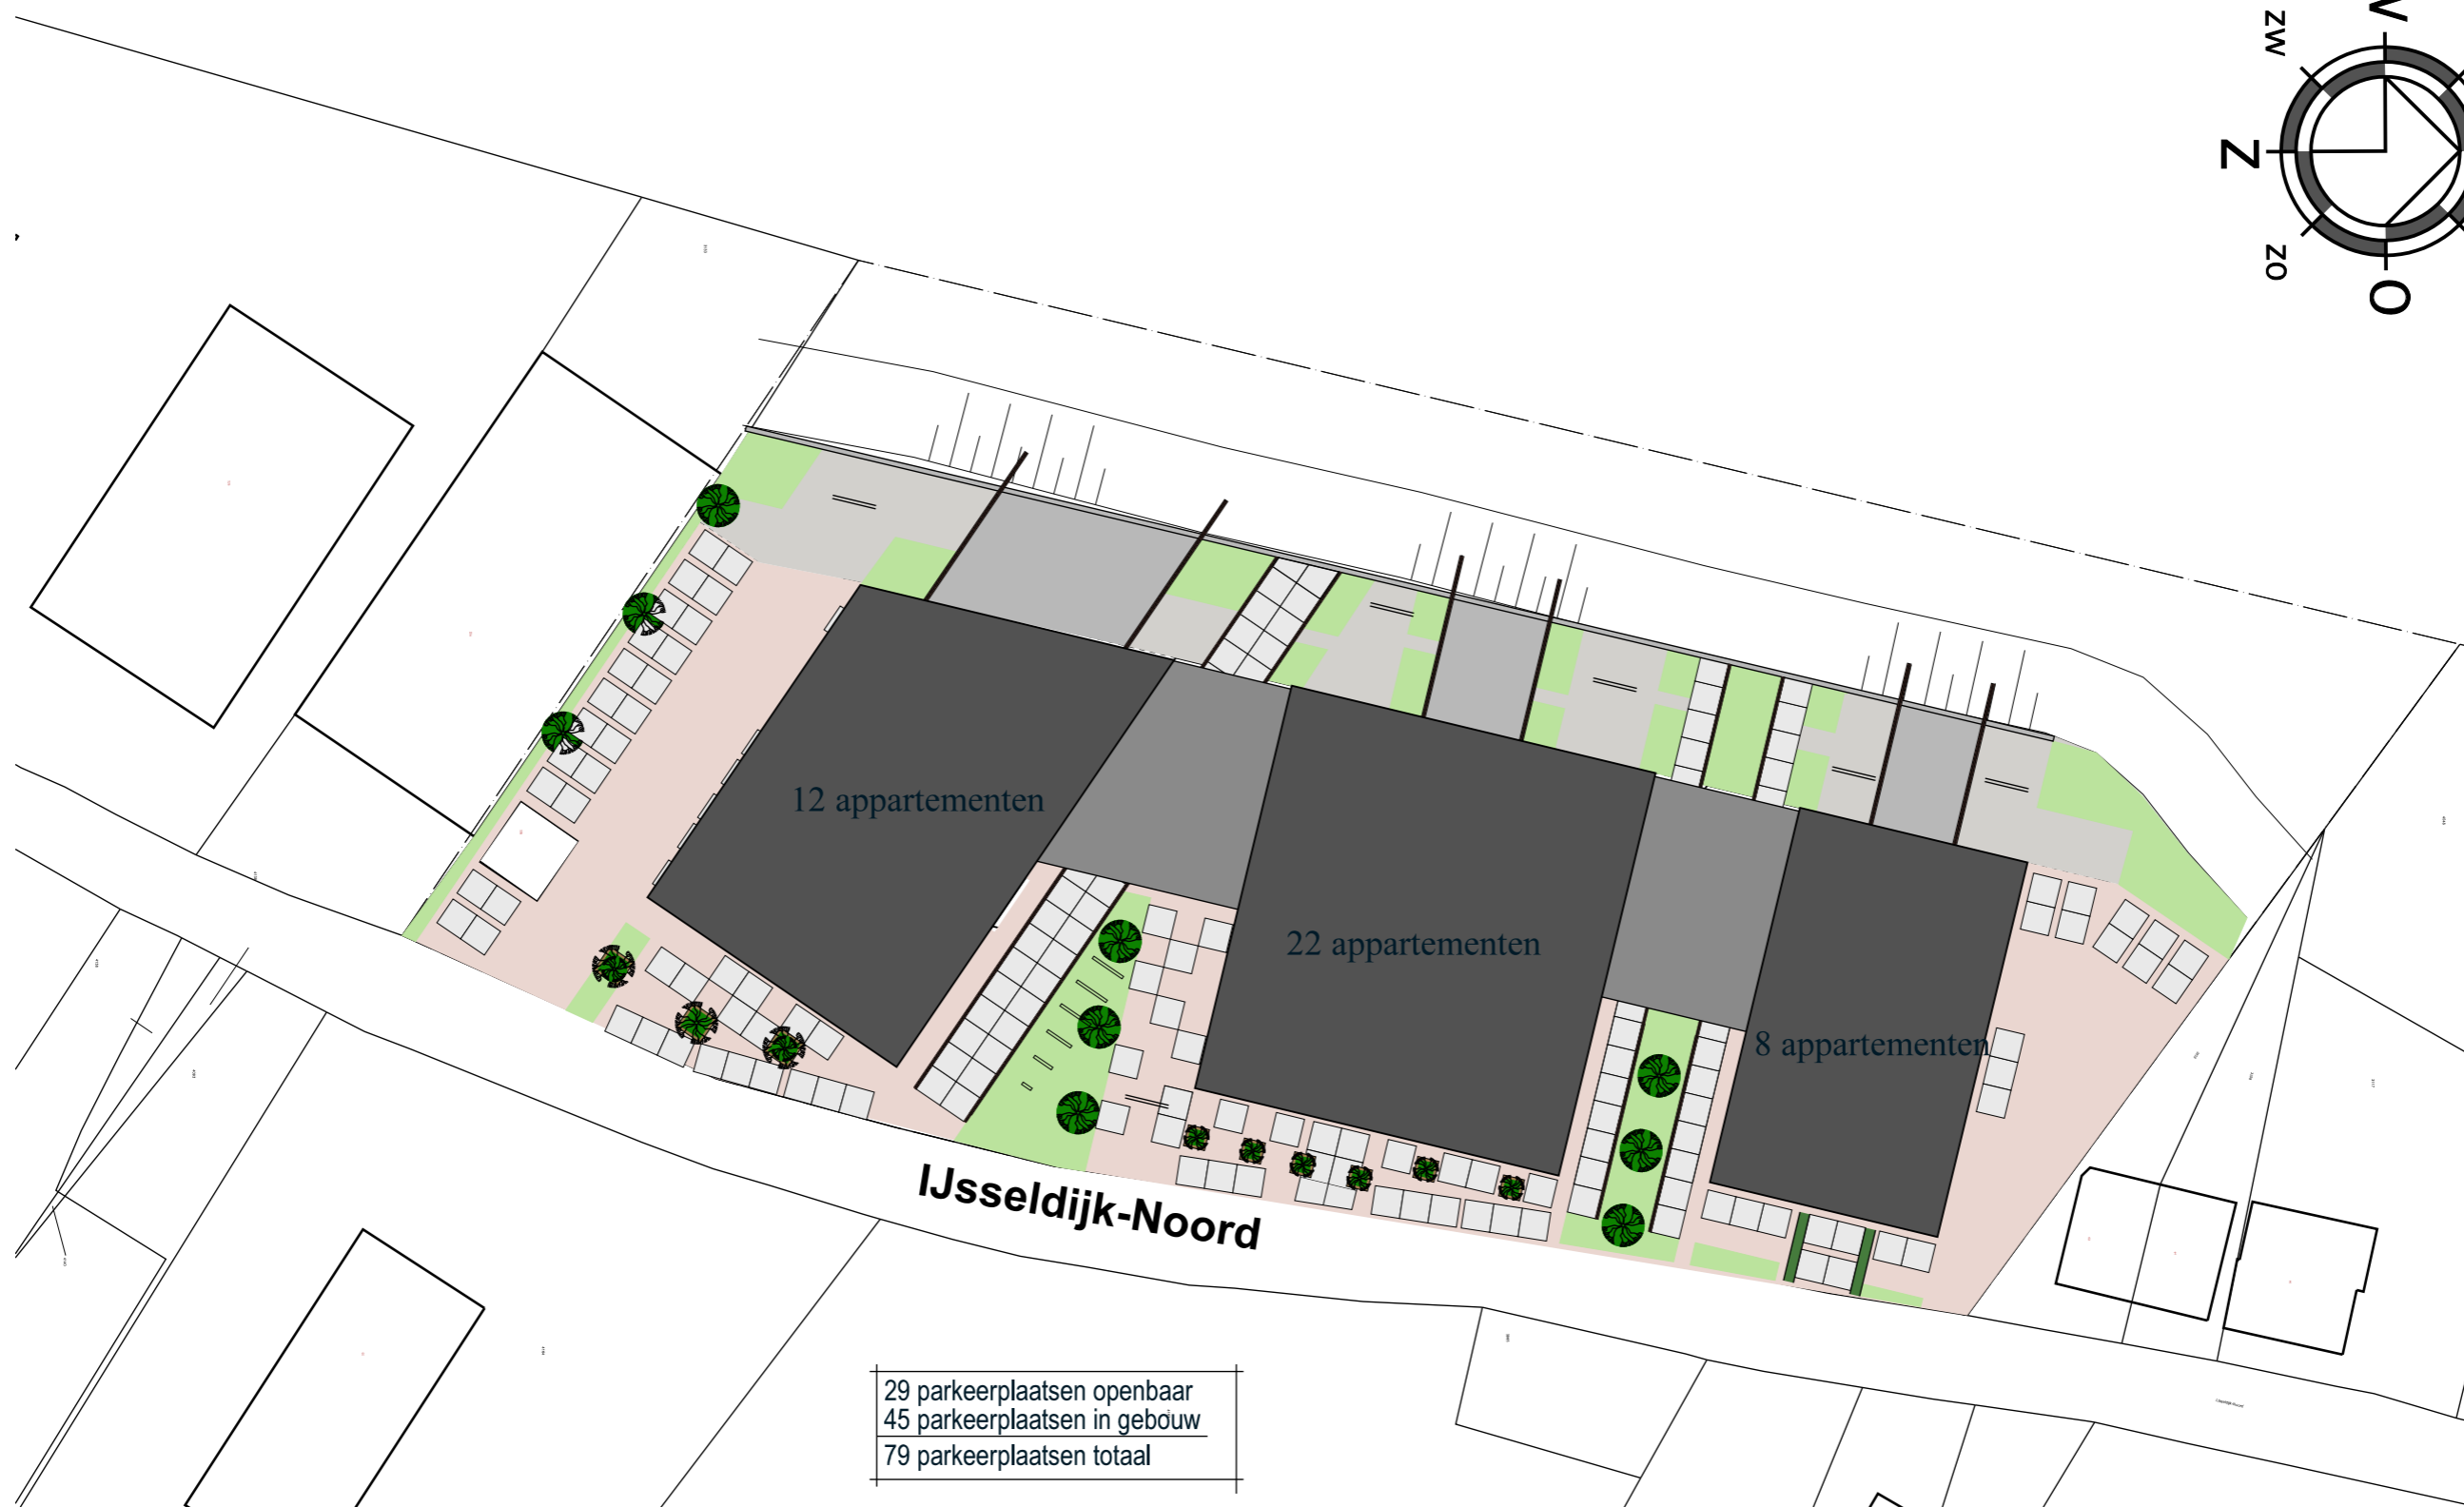 ZW
Z
ZO
O
12 appartementen
22 appartementen
8 appartementen
IJsseldijk-Noord
29 parkeerplaatsen openbaar
45 parkeerplaatsen in gebouw
79 parkeerplaatsen totaal